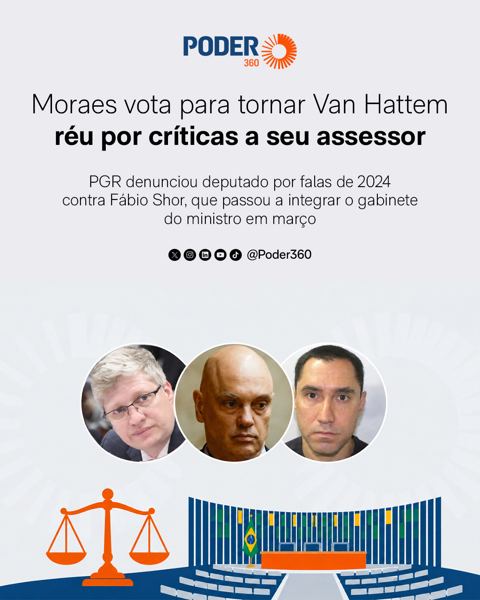 PODER
360
Moraes vota para tornar Van Hattem
réu por críticas a seu assessor
PGR denunciou deputado por falas de 2024
contra Fábio Shor, que passou a integrar o gabinete
do ministro em março
@Poder360